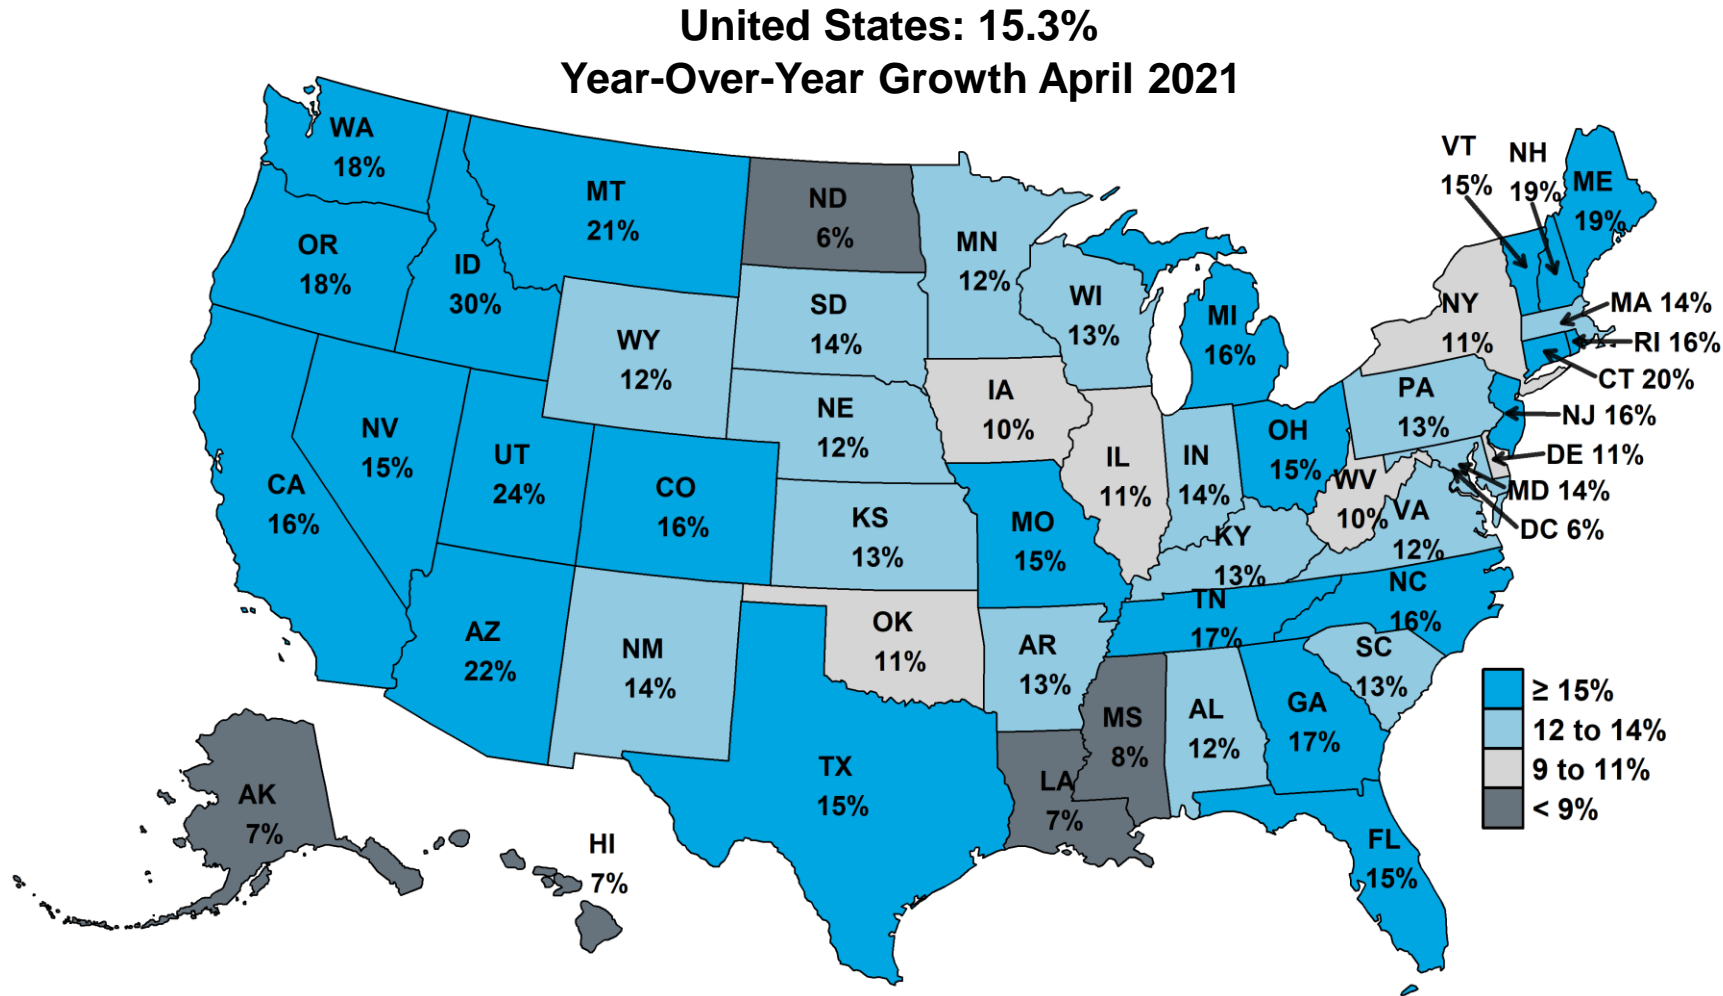 United States: 15.3%
Year-Over-Year Growth April 2021
WA
18%
OR
18%
CA
16%
ID
30%
NV
15%
MT
21%
WY
12%
UT
24%
AZ
22%
CO
16%
NM
14%
ND
6%
SD
14%
NE
12%
KS
13%
OK
11%
TX
15%
MN
12%
IA
10%
MO
15%
AR
13%
LA
7%
WI
13%
IL
11%
MS
8%
MI
16%
IN
14%
KY
13%
TN
17%
AL
12%
OH
15%
GA
17%
FL
15%
SC
13%
NC
16%
VA
12%
WV
10%
PA
13%
NY
11%
VT
15%
NH
19%
ME
19%
MA 14%
RI 16%
CT 20%
NJ 16%
DE 11%
MD 14%
DC 6%
AK
7%
HI
7%
≥ 15%
12 to 14%
9 to 11%
< 9%